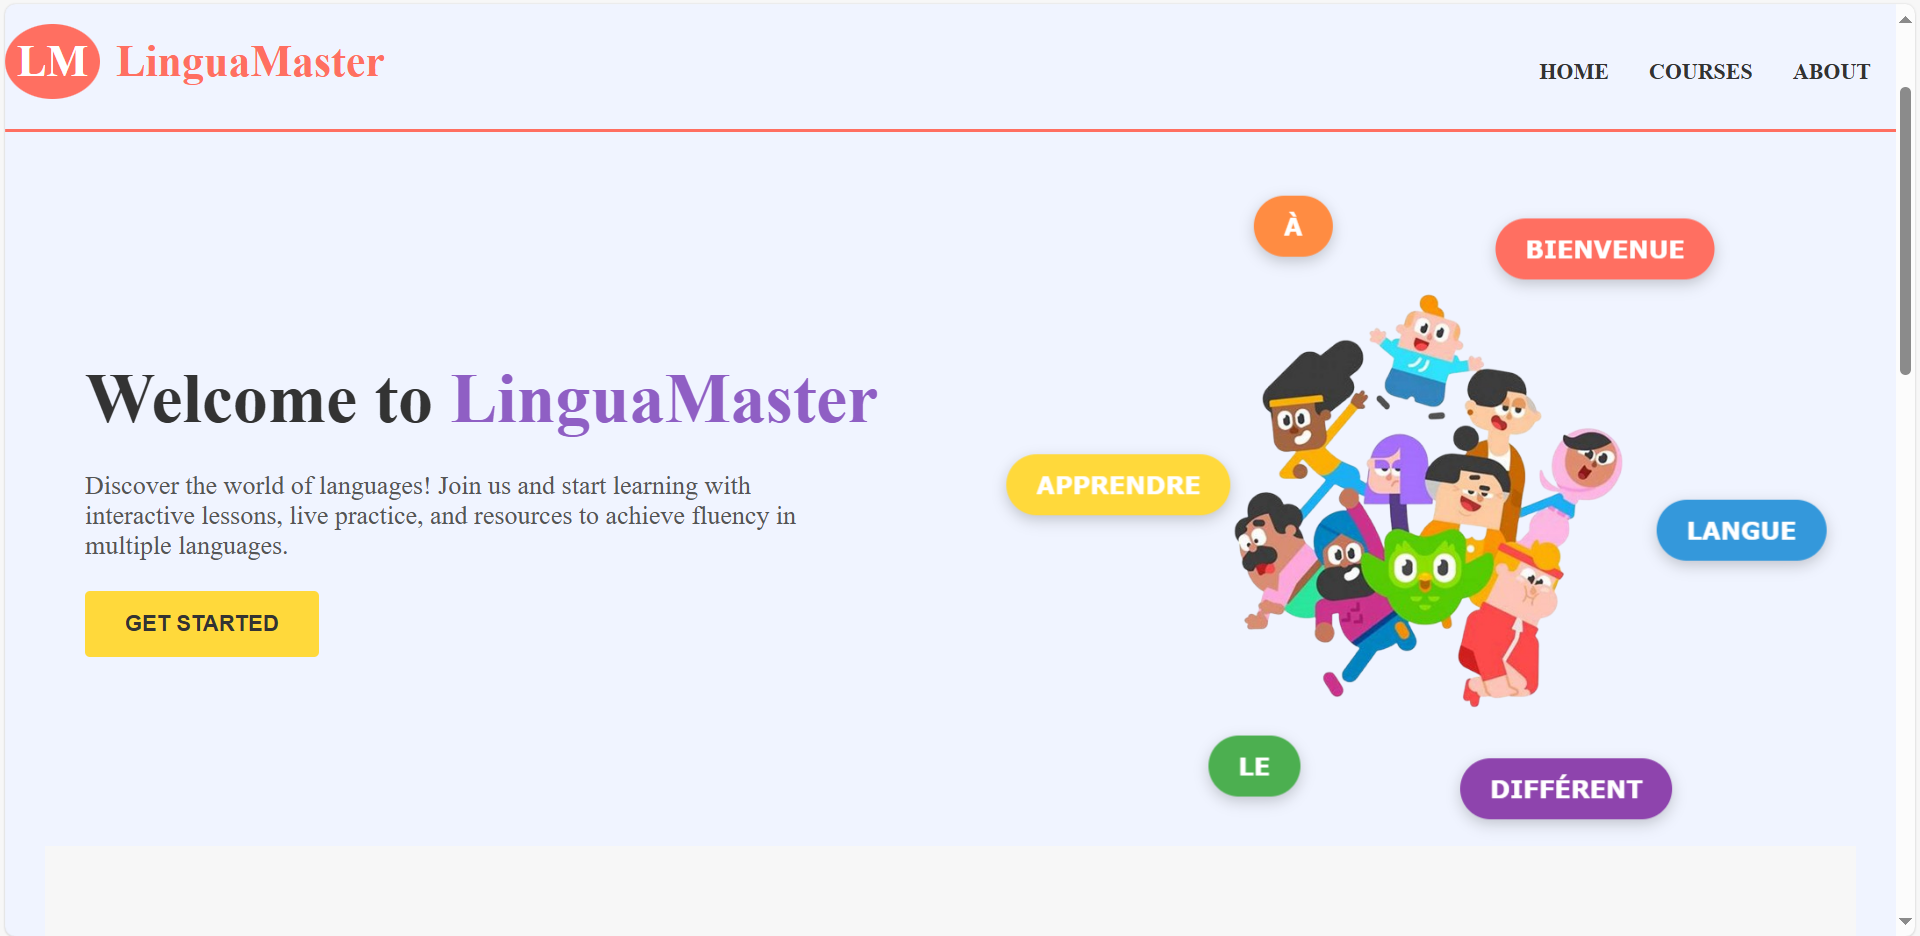 LM LinguaMaster
HOME COURSES ABOUT
Welcome to LinguaMaster
Discover the world of languages! Join us and start learning with
interactive lessons, live practice, and resources to achieve fluency in
multiple languages.
GET STARTED
À
BIENVENUE
APPRENDRE
LANGUE
LE
DIFFÉRENT